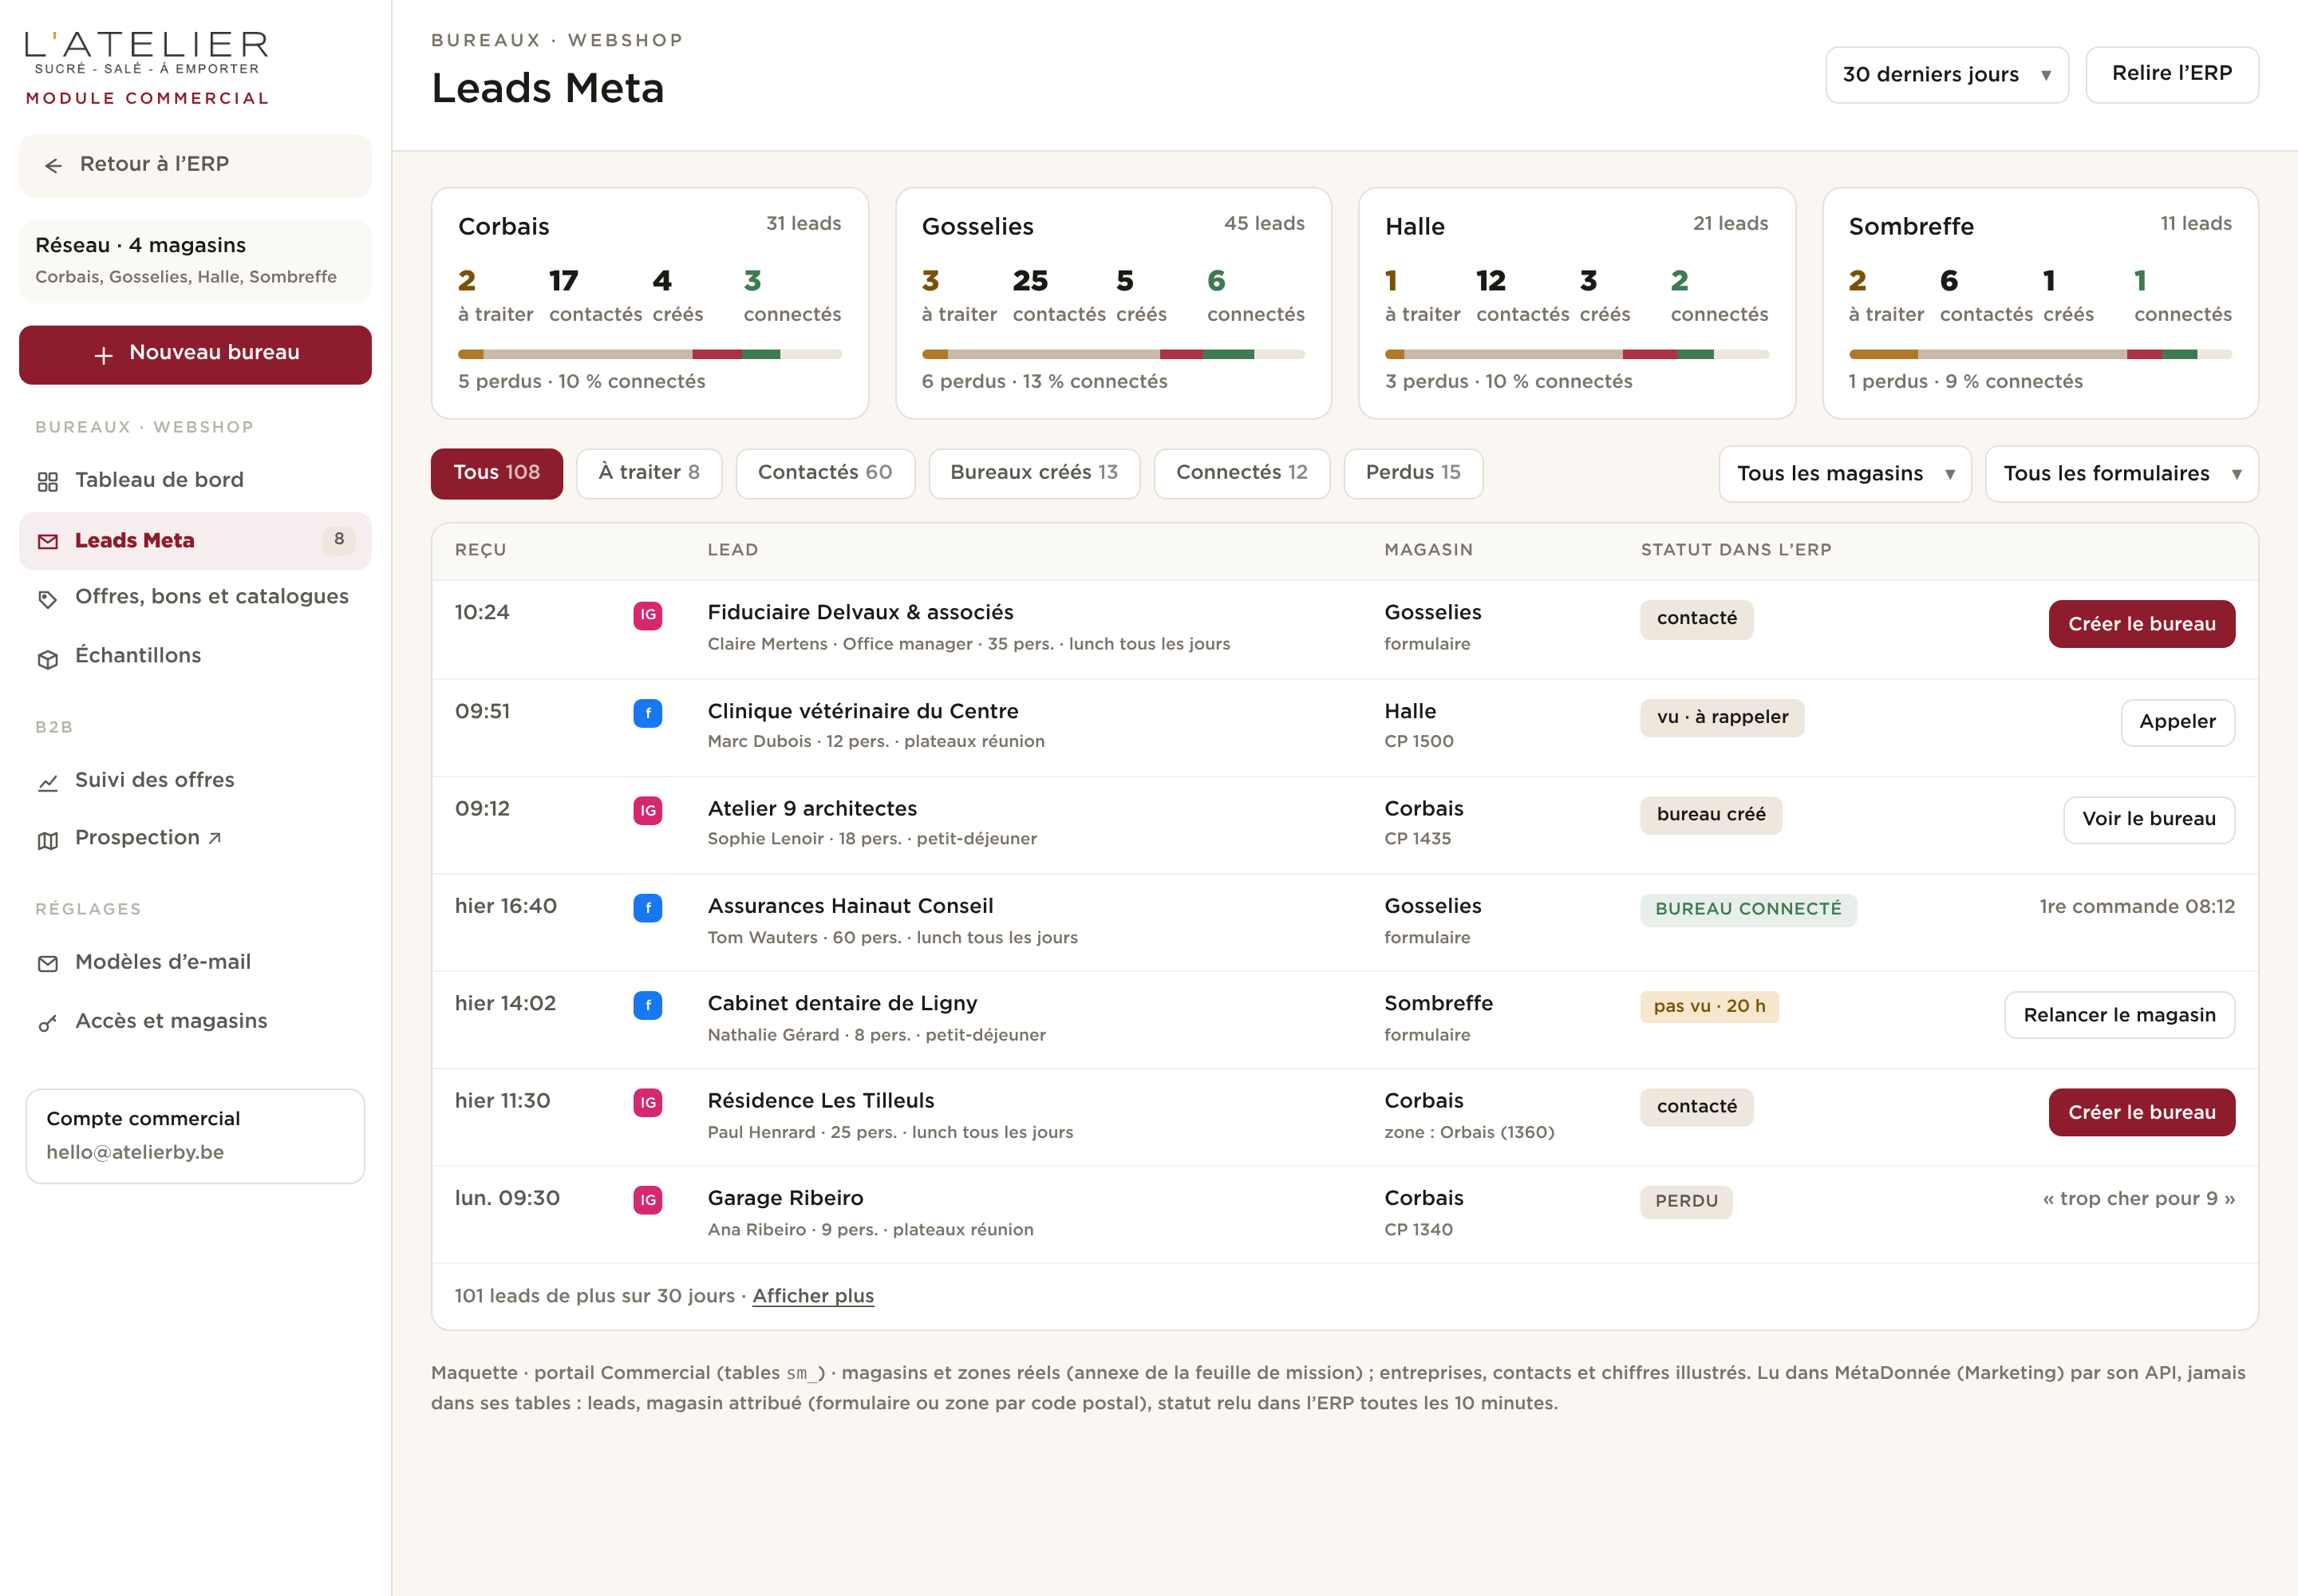 L'ATELIER
SUCRÉ - SALÉ - Á EMPORTER
MODULE COMMERCIAL
← Retour à l’ERP
Réseau · 4 magasins
Corbais, Gosselies, Halle, Sombreffe
+ Nouveau bureau
BUREAUX · WEBSHOP
Tableau de bord
Leads Meta 8
Offres, bons et catalogues
Échantillons
B2B
Suivi des offres
Prospection ↗
RÉGLAGES
Modèles d’e-mail
Accès et magasins
Compte commercial
hello@atelierby.be
BUREAUX · WEBSHOP
Leads Meta
30 derniers jours ▾
Relire l’ERP
Corbais 31 leads
2 17 4 3
à traiter contactés créés connectés
5 perdus · 10 % connectés
Gosselies 45 leads
3 25 5 6
à traiter contactés créés connectés
6 perdus · 13 % connectés
Halle 21 leads
1 12 3 2
à traiter contactés créés connectés
3 perdus · 10 % connectés
Sombreffe 11 leads
2 6 1 1
à traiter contactés créés connectés
1 perdus · 9 % connectés
Tous 108 À traiter 8 Contactés 60 Bureaux créés 13 Connectés 12 Perdus 15 Tous les magasins ▾ Tous les formulaires ▾
REÇU LEAD MAGASIN STATUT DANS L’ERP
10:24 IG Fiduciaire Delvaux & associés Gosselies contacté Créer le bureau
Claire Mertens · Office manager · 35 pers. · lunch tous les jours formulaire
09:51 f Clinique vétérinaire du Centre Halle vu · à rappeler Appeler
Marc Dubois · 12 pers. · plateaux réunion CP 1500
09:12 IG Atelier 9 architectes Corbais bureau créé Voir le bureau
Sophie Lenoir · 18 pers. · petit-déjeuner CP 1435
hier 16:40 f Assurances Hainaut Conseil Gosselies BUREAU CONNECTÉ 1re commande 08:12
Tom Wauters · 60 pers. · lunch tous les jours formulaire
hier 14:02 f Cabinet dentaire de Ligny Sombreffe pas vu · 20 h Relancer le magasin
Nathalie Gérard · 8 pers. · petit-déjeuner formulaire
hier 11:30 IG Résidence Les Tilleuls Corbais contacté Créer le bureau
Paul Henrard · 25 pers. · lunch tous les jours zone : Orbais (1360)
lun. 09:30 IG Garage Ribeiro Corbais PERDU « trop cher pour 9 »
Ana Ribeiro · 9 pers. · plateaux réunion CP 1340
101 leads de plus sur 30 jours · Afficher plus
Maquette · portail Commercial (tables sm_) · magasins et zones réels (annexe de la feuille de mission) ; entreprises, contacts et chiffres illustrés. Lu dans MétaDonnée (Marketing) par son API, jamais
dans ses tables : leads, magasin attribué (formulaire ou zone par code postal), statut relu dans l’ERP toutes les 10 minutes.